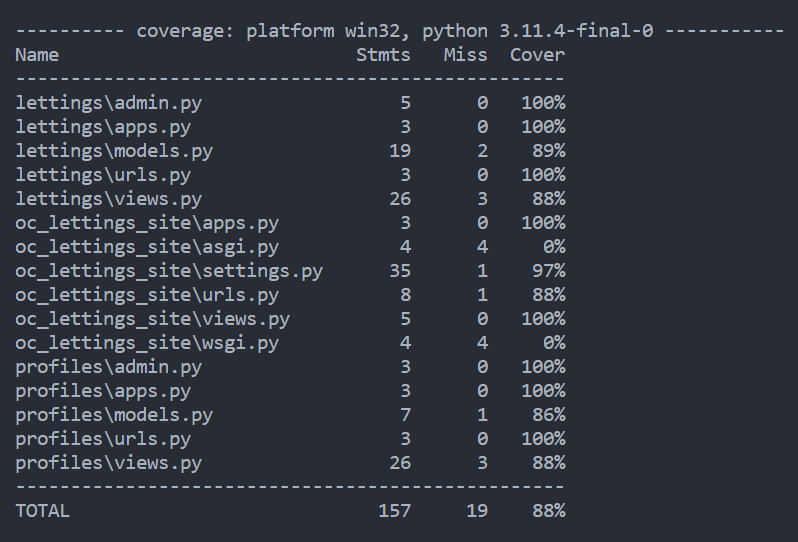 ---------- coverage: platform win32, python 3.11.4-final-0 -----------
Name                           Stmts   Miss  Cover
--------------------------------------------------
lettings\admin.py                  5      0   100%
lettings\apps.py                   3      0   100%
lettings\models.py                19      2    89%
lettings\urls.py                   3      0   100%
lettings\views.py                 26      3    88%
oc_lettings_site\apps.py           3      0   100%
oc_lettings_site\asgi.py           4      4     0%
oc_lettings_site\settings.py      35      1    97%
oc_lettings_site\urls.py           8      1    88%
oc_lettings_site\views.py          5      0   100%
oc_lettings_site\wsgi.py           4      4     0%
profiles\admin.py                  3      0   100%
profiles\apps.py                   3      0   100%
profiles\models.py                 7      1    86%
profiles\urls.py                   3      0   100%
profiles\views.py                 26      3    88%
--------------------------------------------------
TOTAL                            157     19    88%